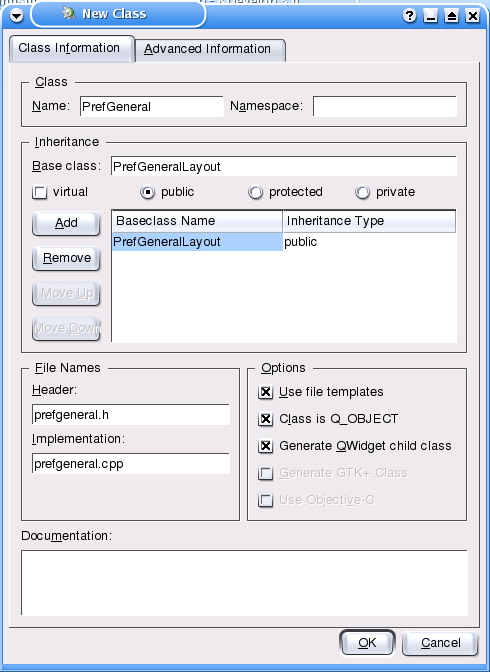 New Class
Class Information
Advanced Information
Class
Name: PrefGeneral Namespace:
Inheritance
Base class: PrefGeneralLayout
virtual public protected private
Add
Remove
Move Up
Move Down
Baseclass Name Inheritance Type
PrefGeneralLayout public
File Names
Header:
prefgeneral.h
Implementation:
prefgeneral.cpp
Options
Use file templates
Class is Q_OBJECT
Generate QWidget child class
Generate GTK+ Class
Use Objective-C
Documentation:
OK Cancel